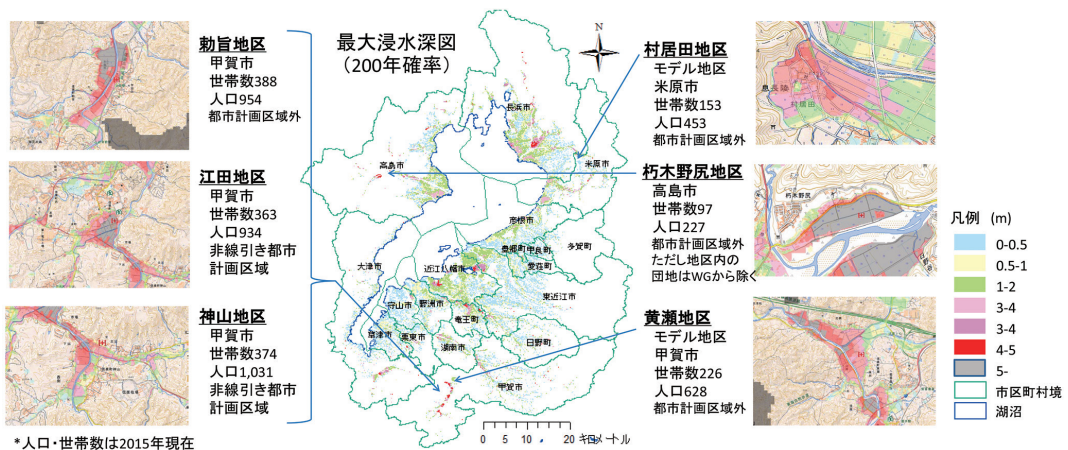 勅旨地区
甲賀市
世帯数388
人口954
都市計画区域外
江田地区
甲賀市
世帯数363
人口934
非線引き都市
計画区域
神山地区
甲賀市
世帯数374
人口1,031
非線引き都市
計画区域
*人口・世帯数は2015年現在
最大浸水深図
（200年確率）
N
長浜市
高島市
米原市
彦根市
豊郷町
甲良町
多賀町
愛荘町
大津市
近江八幡市
東近江市
守山市
野洲市
竜王町
草津市
栗東市
湖南市
日野町
甲賀市
0 5 10 20 キロメートル
村居田地区
モデル地区
米原市
世帯数153
人口453
都市計画区域外
朽木野尻地区
高島市
世帯数97
人口227
都市計画区域外
ただし地区内の
団地はWGから除く
黄瀬地区
モデル地区
甲賀市
世帯数226
人口628
都市計画区域外
息長陵
村居田
朽木野尻
凡例 (m)
0-0.5
0.5-1
1-2
3-4
3-4
4-5
5-
市区町村境
湖沼